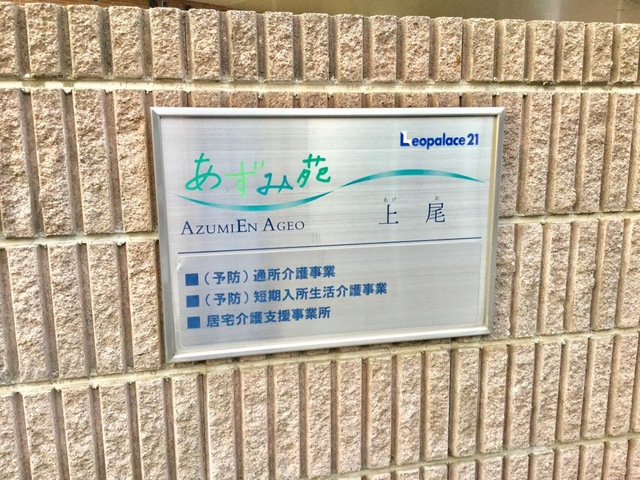 Leopalace 21
あずみ苑
AZUMIEN AGEO
あげ お
上 尾
■（予防）通所介護事業
■（予防）短期入所生活介護事業
■ 居宅介護支援事業所